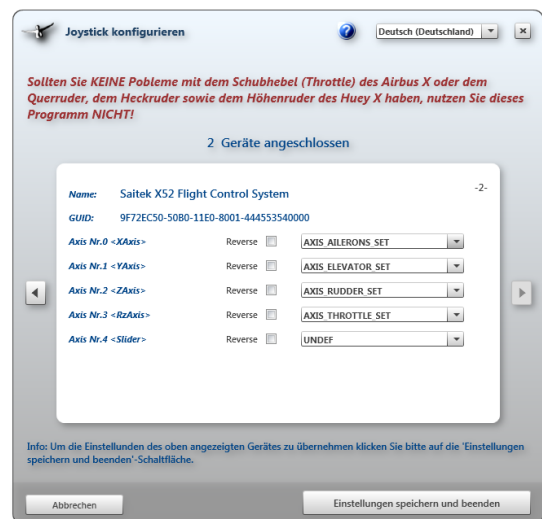 Joystick konfigurieren
Deutsch (Deutschland)
Sollten Sie KEINE Pobleme mit dem Schubhebel (Throttle) des Airbus X oder dem
Querruder, dem Heckruder sowie dem Höhenruder des Huey X haben, nutzen Sie dieses
Programm NICHT!
2 Geräte angeschlossen
-2-
Name: Saitek X52 Flight Control System
GUID: 9F72EC50-50B0-11E0-8001-444553540000
Axis Nr.0 <XAxis> Reverse AXIS_AILERONS_SET
Axis Nr.1 <YAxis> Reverse AXIS_ELEVATOR_SET
Axis Nr.2 <ZAxis> Reverse AXIS_RUDDER_SET
Axis Nr.3 <RzAxis> Reverse AXIS_THROTTLE_SET
Axis Nr.4 <Slider> Reverse UNDEF
Info: Um die Einstellunden des oben angezeigten Gerätes zu übernehmen klicken Sie bitte auf die 'Einstellungen
speichern und beenden'-Schaltfläche.
Abbrechen
Einstellungen speichern und beenden